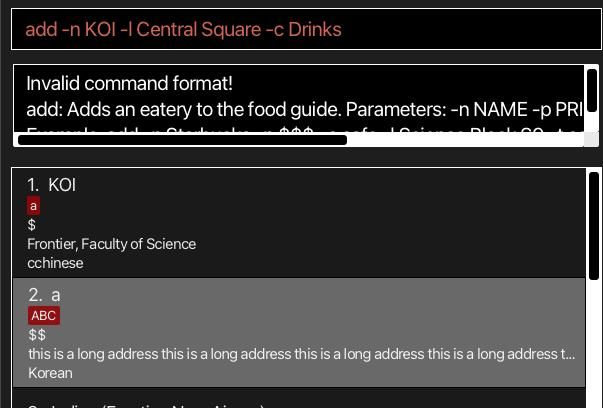 add -n KOI -l Central Square -c Drinks
Invalid command format!
add: Adds an eatery to the food guide. Parameters: -n NAME -p PRI
1. KOI
a
$
Frontier, Faculty of Science
cchinese
2. a
ABC
$$
this is a long address this is a long address this is a long address this is a long address t...
Korean